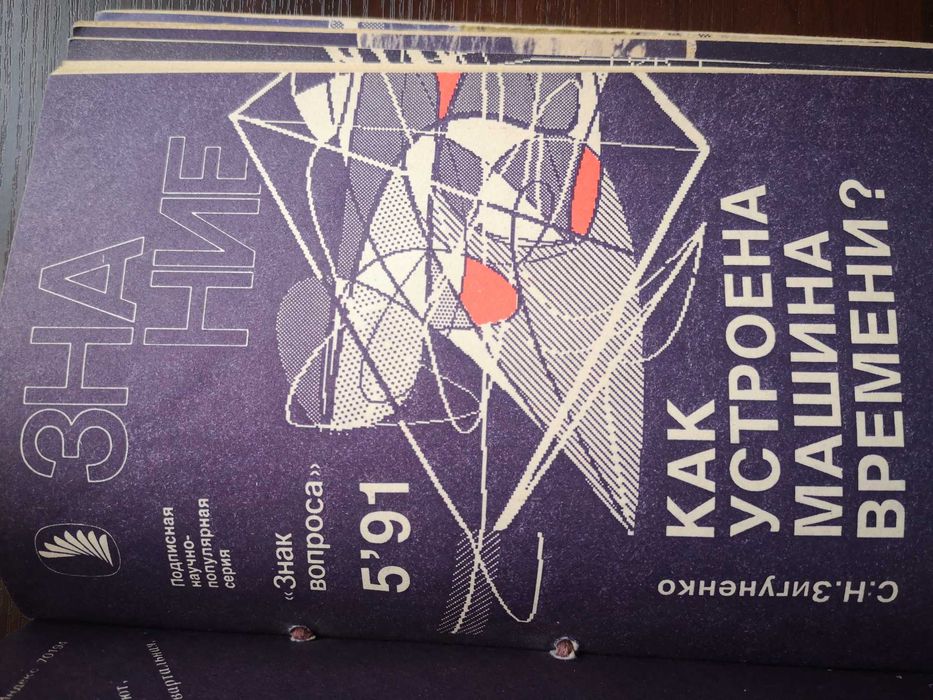 ЗНА
НИЕ
Подписная
научно-
популярная
серия
«Знак
вопроса»
5'91
С.Н.Зигуненко
КАК
УСТРОЕНА
МАШИНА
ВРЕМЕНИ?